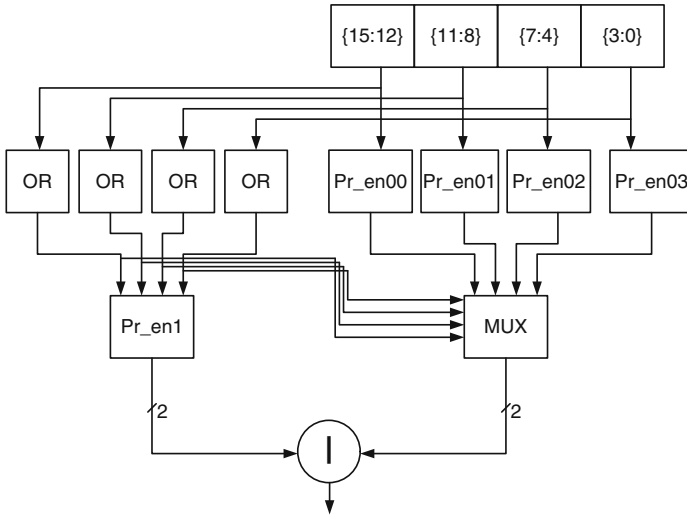 {15:12} {11:8} {7:4} {3:0}
OR OR OR OR Pr_en00 Pr_en01 Pr_en02 Pr_en03
Pr_en1 MUX
2 2
|